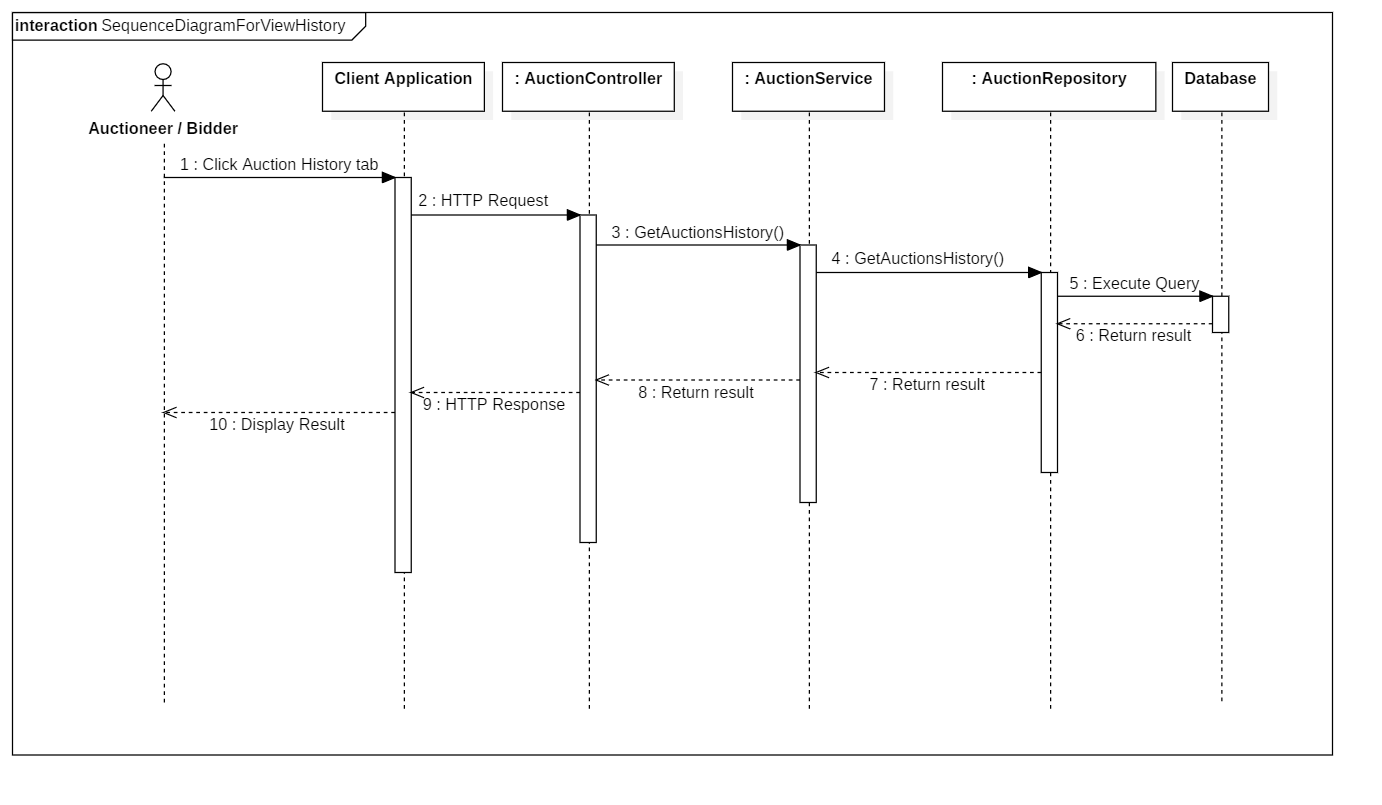 interaction SequenceDiagramForViewHistory
Auctioneer / Bidder
Client Application
: AuctionController
: AuctionService
: AuctionRepository
Database
1 : Click Auction History tab
2 : HTTP Request
3 : GetAuctionsHistory()
4 : GetAuctionsHistory()
5 : Execute Query
6 : Return result
7 : Return result
8 : Return result
9 : HTTP Response
10 : Display Result